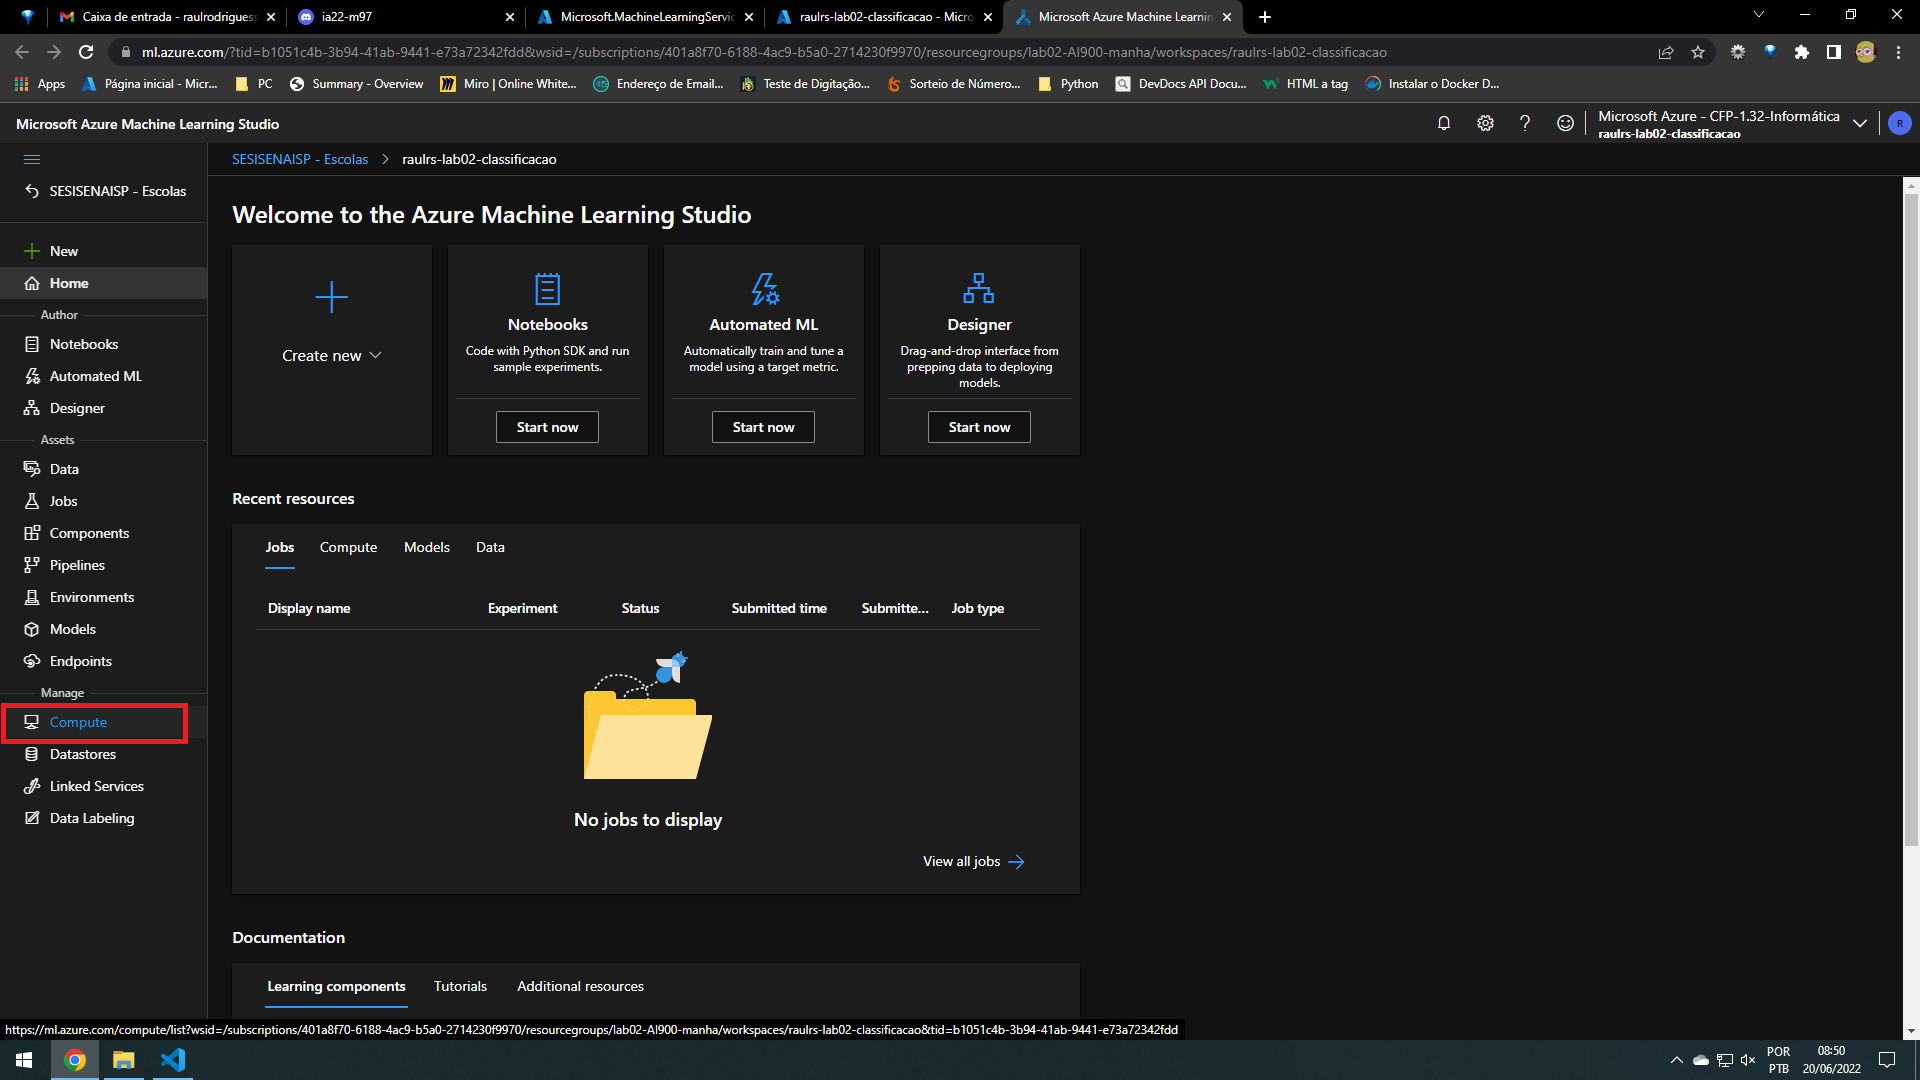 Caixa de entrada - raulrodriguess
ia22-m97
Microsoft.MachineLearningServic
raulrs-lab02-classificacao - Micro
Microsoft Azure Machine Learnin
ml.azure.com/?tid=b1051c4b-3b94-41ab-9441-e73a72342fdd&wsid=/subscriptions/401a8f70-6188-4ac9-b5a0-2714230f9970/resourcegroups/lab02-AI900-manha/workspaces/raulrs-lab02-classificacao
Apps
Página inicial - Micr...
PC
Summary - Overview
Miro | Online White...
Endereço de Email...
Teste de Digitação...
Sorteio de Número...
Python
DevDocs API Docu...
HTML a tag
Instalar o Docker D...
Microsoft Azure Machine Learning Studio
Microsoft Azure - CFP-1.32-Informática
raulrs-lab02-classificacao
R
SESISENAISP - Escolas
New
Home
Author
Notebooks
Automated ML
Designer
Assets
Data
Jobs
Components
Pipelines
Environments
Models
Endpoints
Manage
Compute
Datastores
Linked Services
Data Labeling
SESISENAISP - Escolas > raulrs-lab02-classificacao
Welcome to the Azure Machine Learning Studio
Create new
Notebooks
Code with Python SDK and run
sample experiments.
Start now
Automated ML
Automatically train and tune a
model using a target metric.
Start now
Designer
Drag-and-drop interface from
prepping data to deploying
models.
Start now
Recent resources
Jobs Compute Models Data
Display name Experiment Status Submitted time Submitte... Job type
No jobs to display
View all jobs
Documentation
Learning components Tutorials Additional resources
https://ml.azure.com/compute/list?wsid=/subscriptions/401a8f70-6188-4ac9-b5a0-2714230f9970/resourcegroups/lab02-AI900-manha/workspaces/raulrs-lab02-classificacao&tid=b1051c4b-3b94-41ab-9441-e73a72342fdd
POR
PTB
08:50
20/06/2022